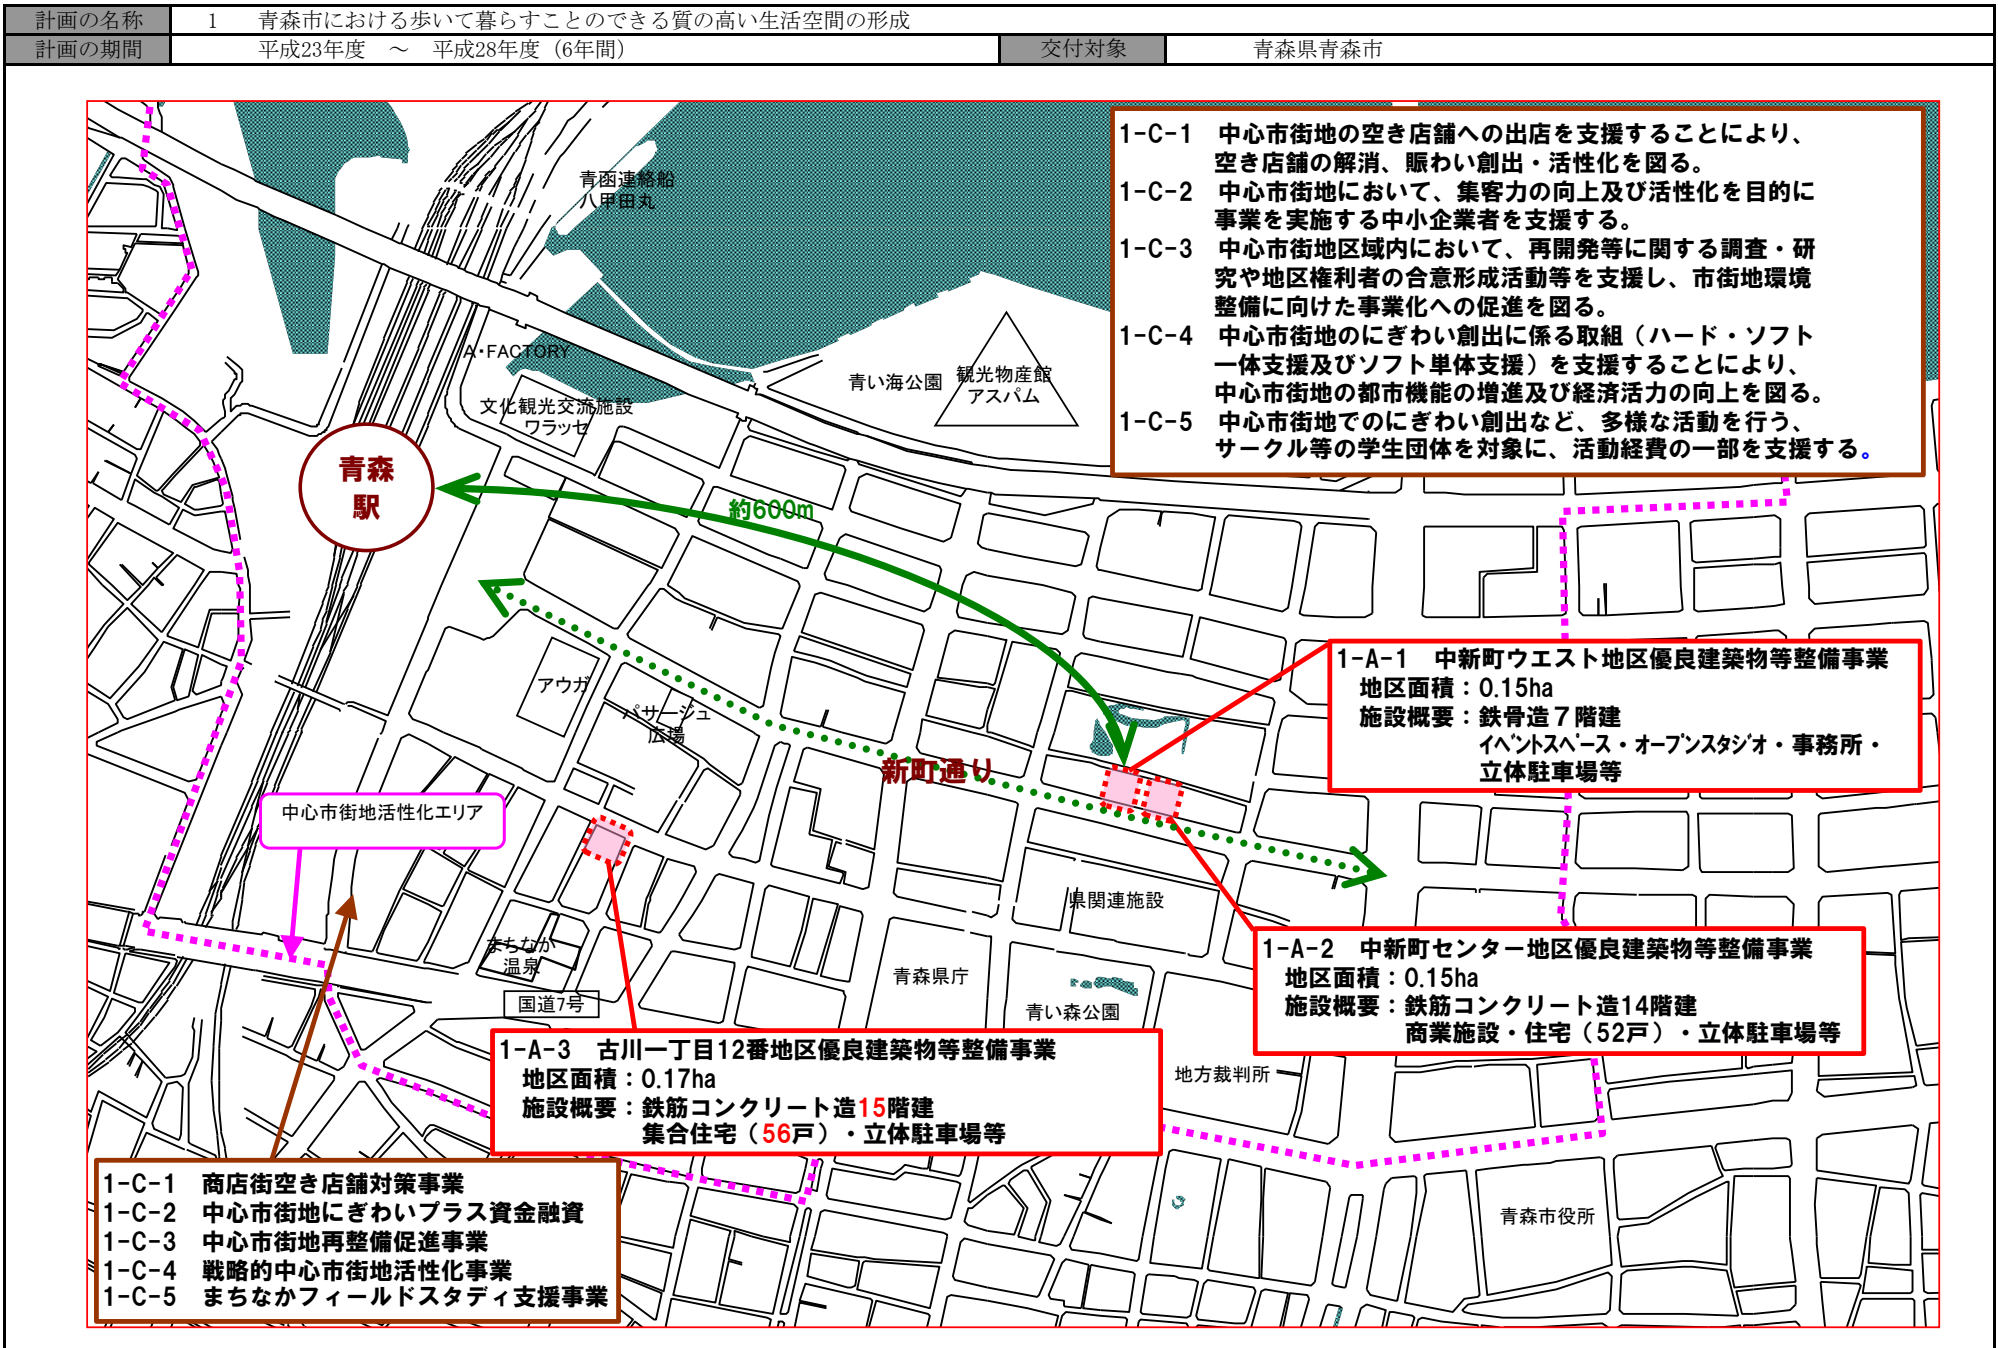 計画の名称 1 青森市における歩いて暮らすことのできる質の高い生活空間の形成
計画の期間 平成23年度 ～ 平成28年度（6年間） 交付対象 青森県青森市
1-C-1 中心市街地の空き店舗への出店を支援することにより、
空き店舗の解消、賑わい創出・活性化を図る。
1-C-2 中心市街地において、集客力の向上及び活性化を目的に
事業を実施する中小企業者を支援する。
1-C-3 中心市街地区域内において、再開発等に関する調査・研
究や地区権利者の合意形成活動等を支援し、市街地環境
整備に向けた事業化への促進を図る。
1-C-4 中心市街地のにぎわい創出に係る取組（ハード・ソフト
一体支援及びソフト単体支援）を支援することにより、
中心市街地の都市機能の増進及び経済活力の向上を図る。
1-C-5 中心市街地でのにぎわい創出など、多様な活動を行う、
サークル等の学生団体を対象に、活動経費の一部を支援する。
青函連絡船
八甲田丸
A・FACTORY
青い海公園
観光物産館
アスパム
文化観光交流施設
ワラッセ
青森
駅
約600m
アウガ
パサージュ
広場
新町通り
1-A-1 中新町ウエスト地区優良建築物等整備事業
地区面積：0.15ha
施設概要：鉄骨造７階建
ｲﾍﾞﾝﾄｽﾍﾟｰｽ・ｵｰﾌﾟﾝｽﾀｼﾞｵ・事務所・
立体駐車場等
中心市街地活性化エリア
県関連施設
まちなか
温泉
国道7号
青森県庁
青い森公園
1-A-2 中新町センター地区優良建築物等整備事業
地区面積：0.15ha
施設概要：鉄筋コンクリート造14階建
商業施設・住宅（52戸）・立体駐車場等
1-A-3 古川一丁目12番地区優良建築物等整備事業
地区面積：0.17ha
施設概要：鉄筋コンクリート造15階建
集合住宅（56戸）・立体駐車場等
地方裁判所
1-C-1 商店街空き店舗対策事業
1-C-2 中心市街地にぎわいプラス資金融資
1-C-3 中心市街地再整備促進事業
1-C-4 戦略的中心市街地活性化事業
1-C-5 まちなかフィールドスタディ支援事業
青森市役所